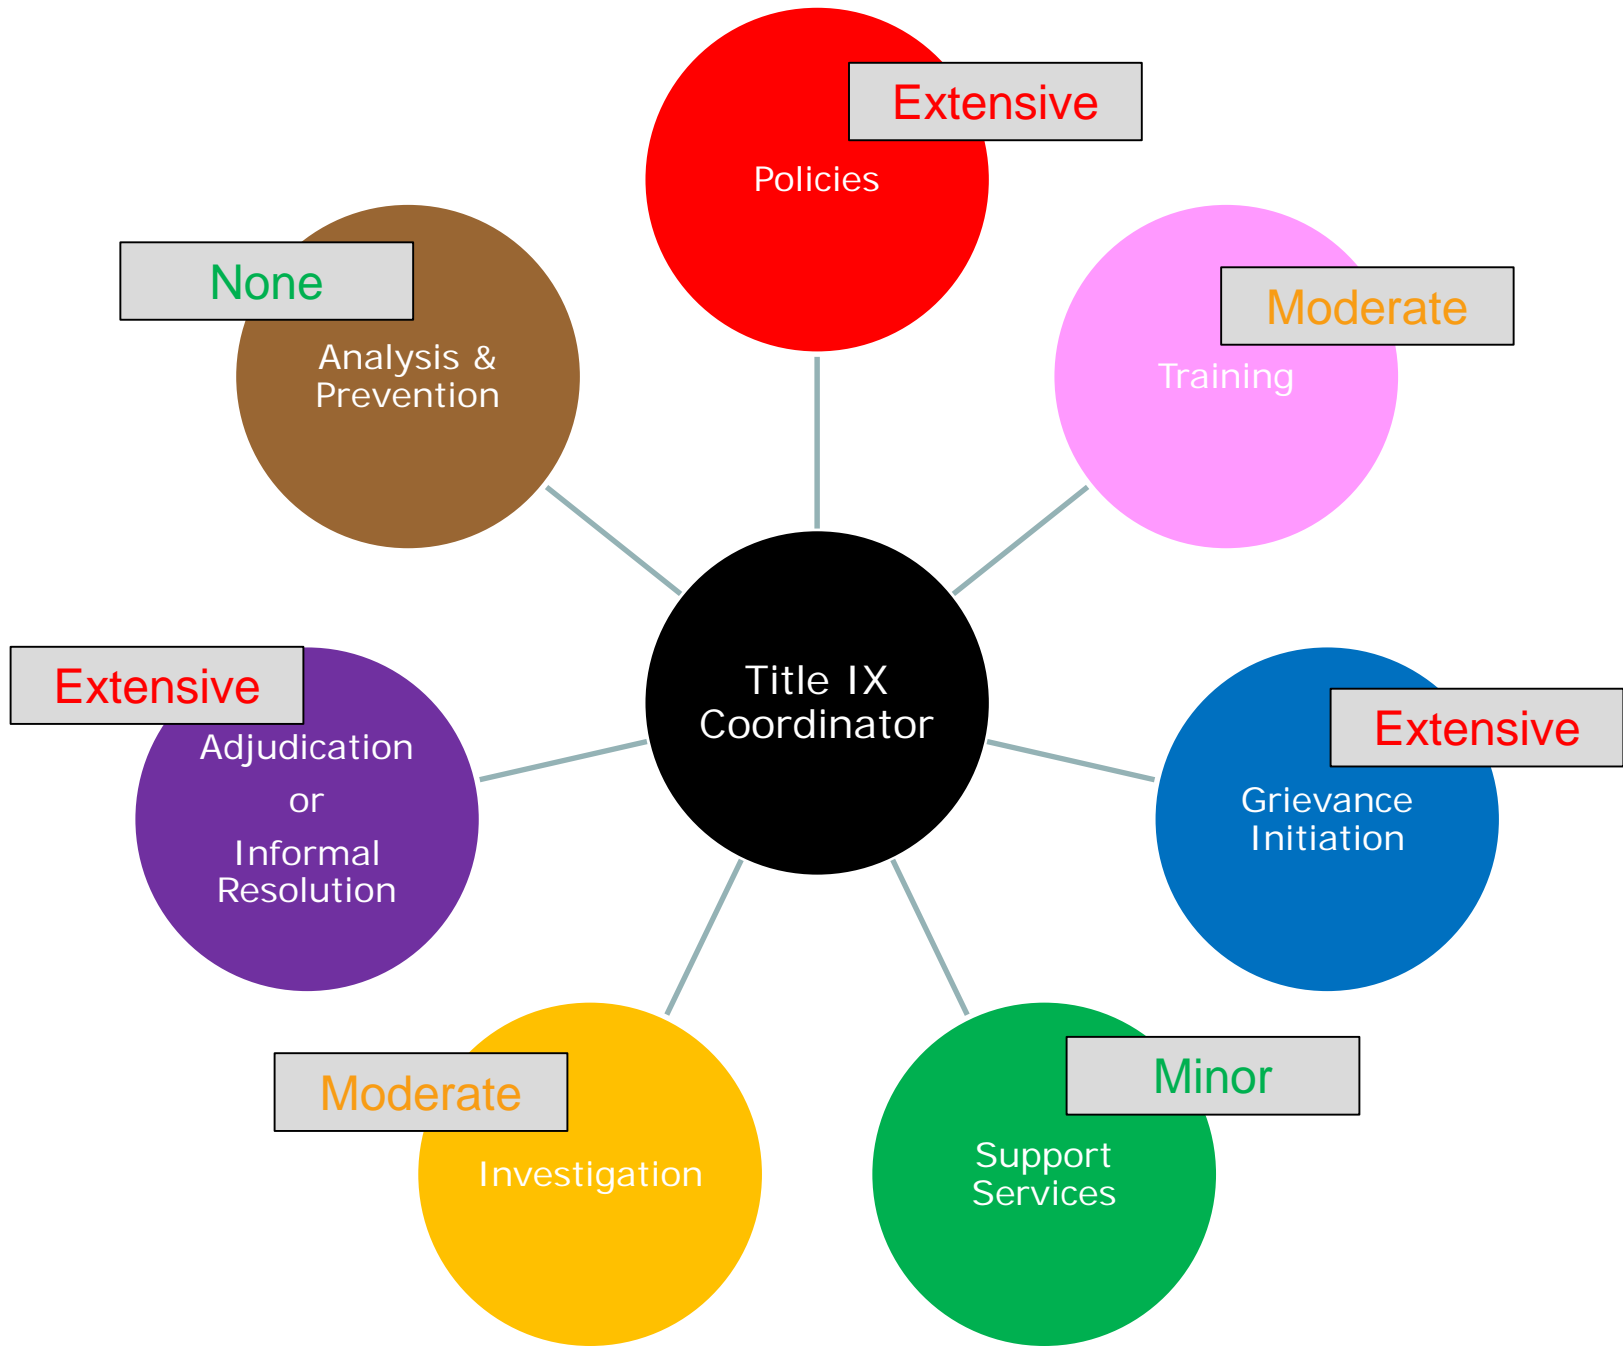 Extensive
Policies
None
Analysis &
Prevention
Moderate
Training
Title IX
Coordinator
Extensive
Adjudication
or
Informal
Resolution
Extensive
Grievance
Initiation
Moderate
Investigation
Minor
Support
Services